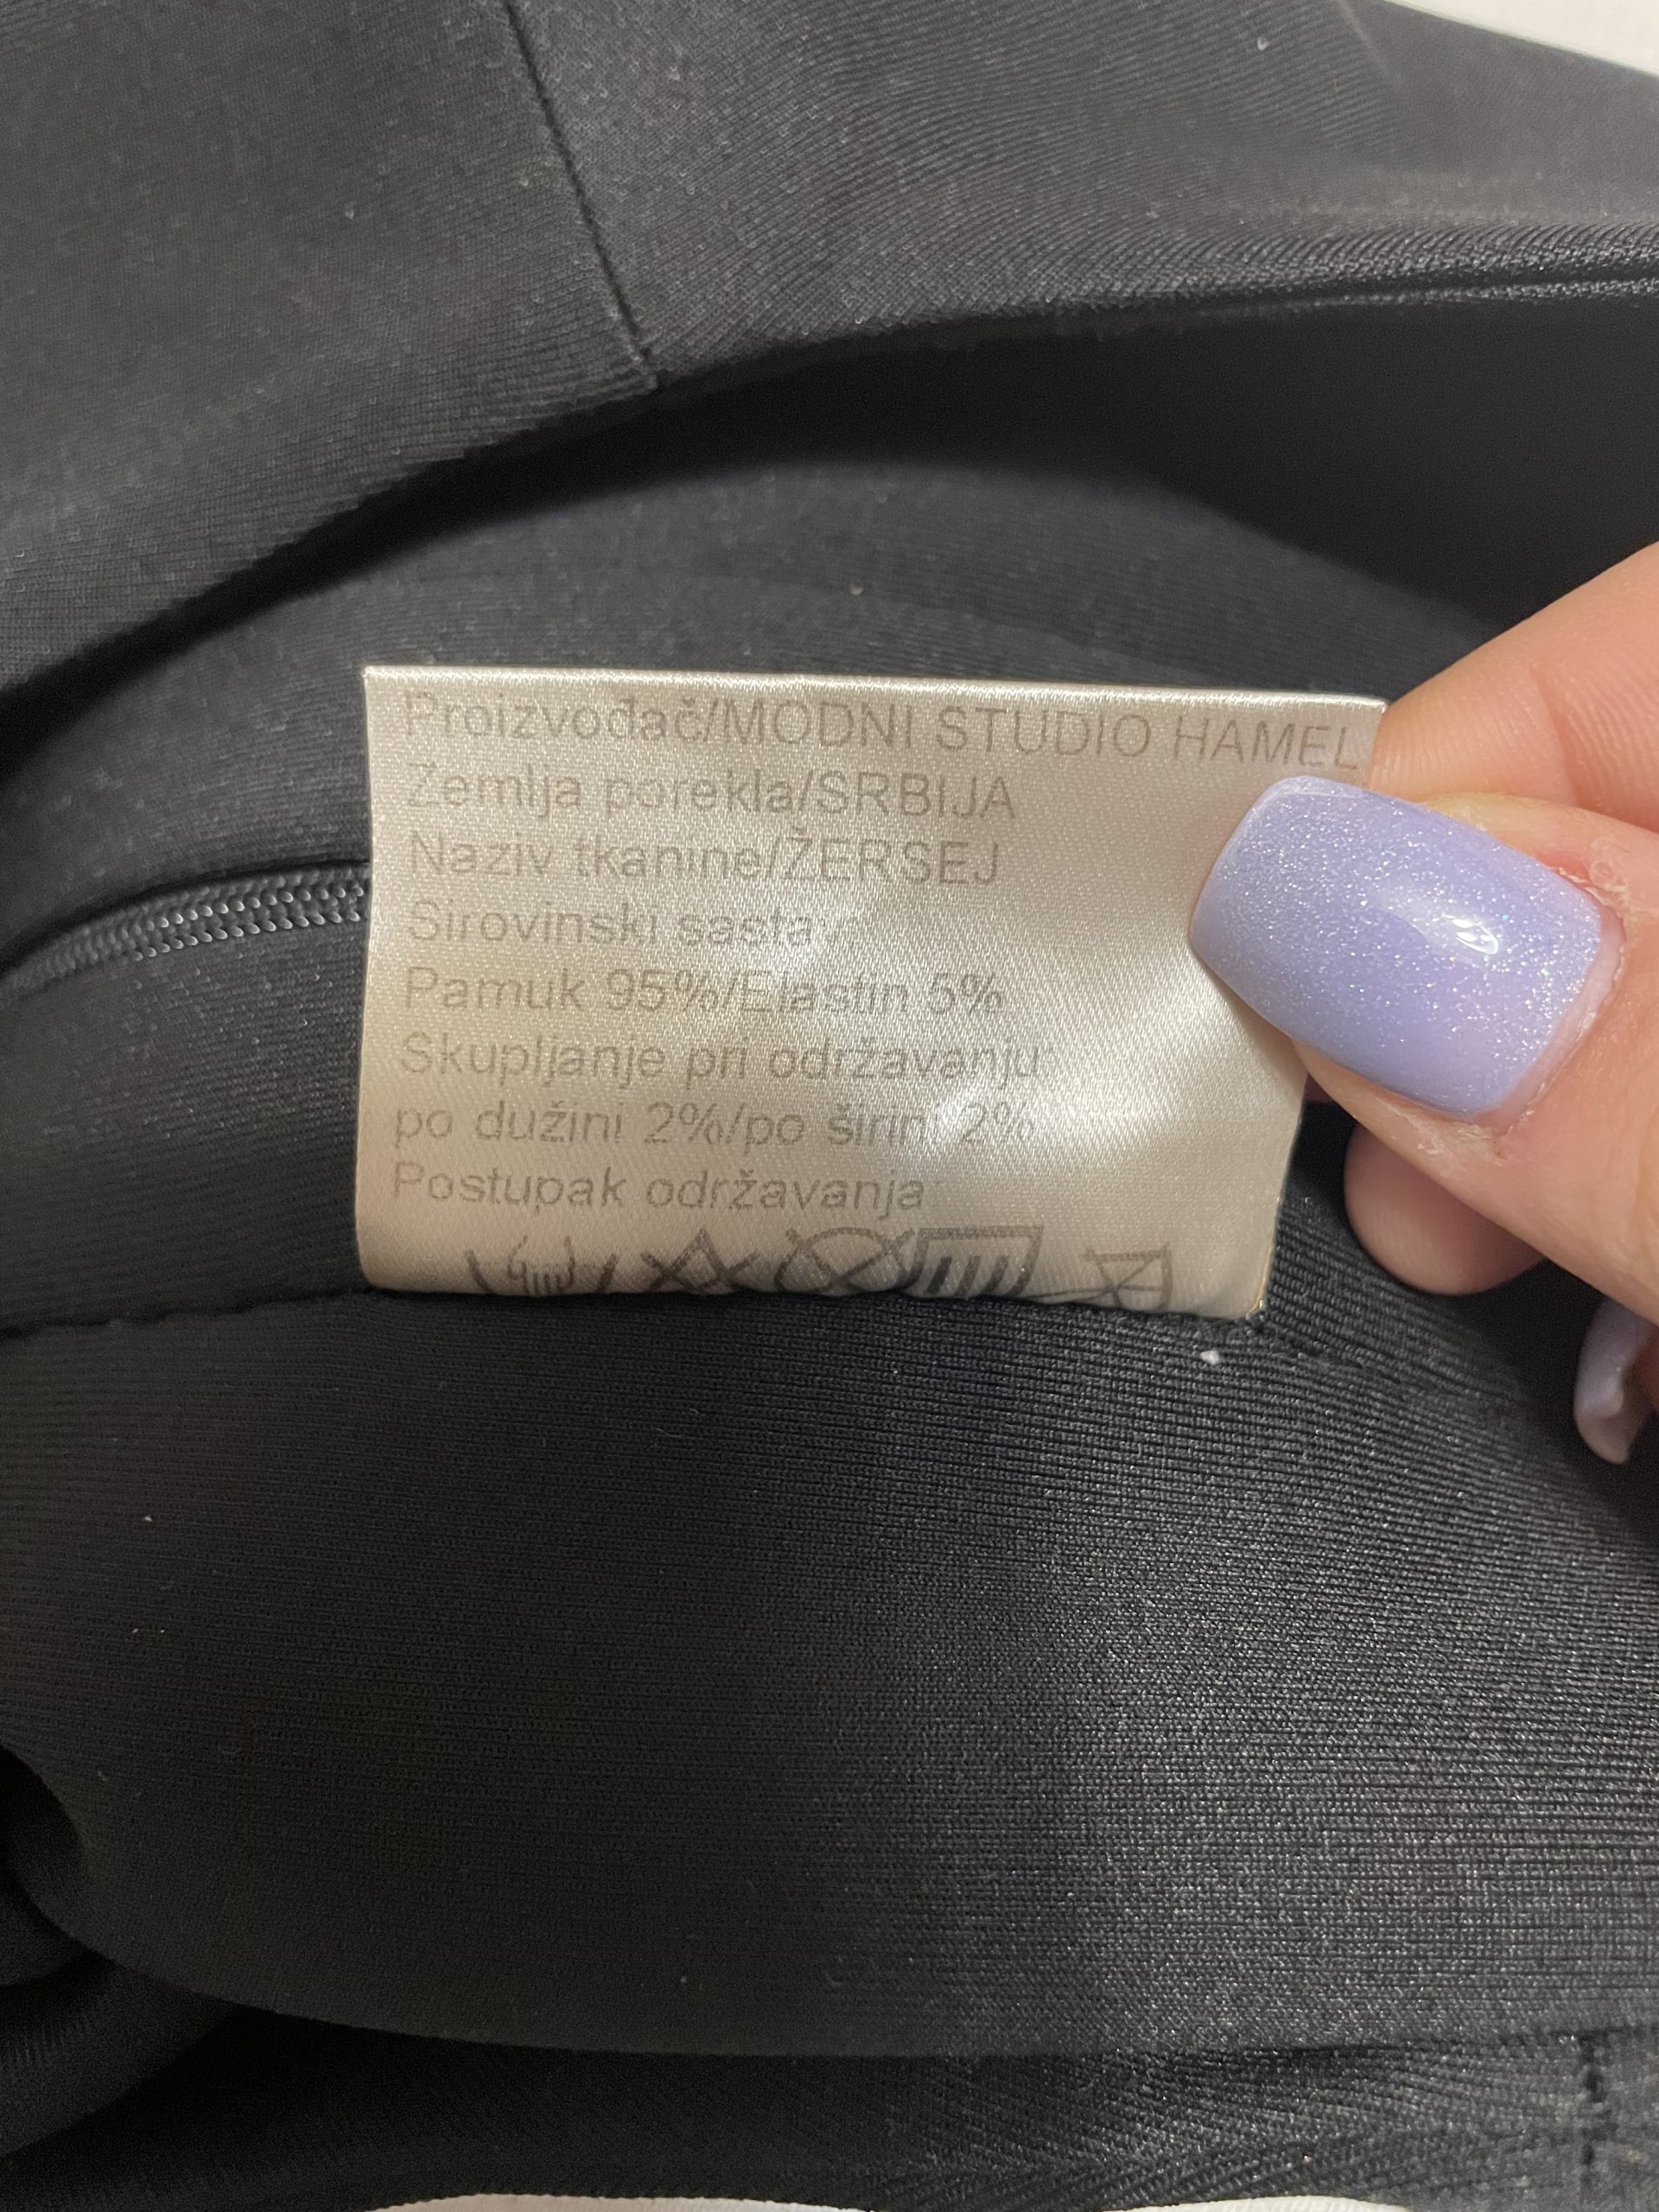 Proizvođač/MODNI STUDIO HAMEL
Zemlja porekla/SRBIJA
Naziv tkanine/ŽERSEJ
Sirovinski sasta
Pamuk 95%/Elastin 5%
Skupljanje pri održavanju
po dužini 2%/po širini 2%
Postupak održavanja